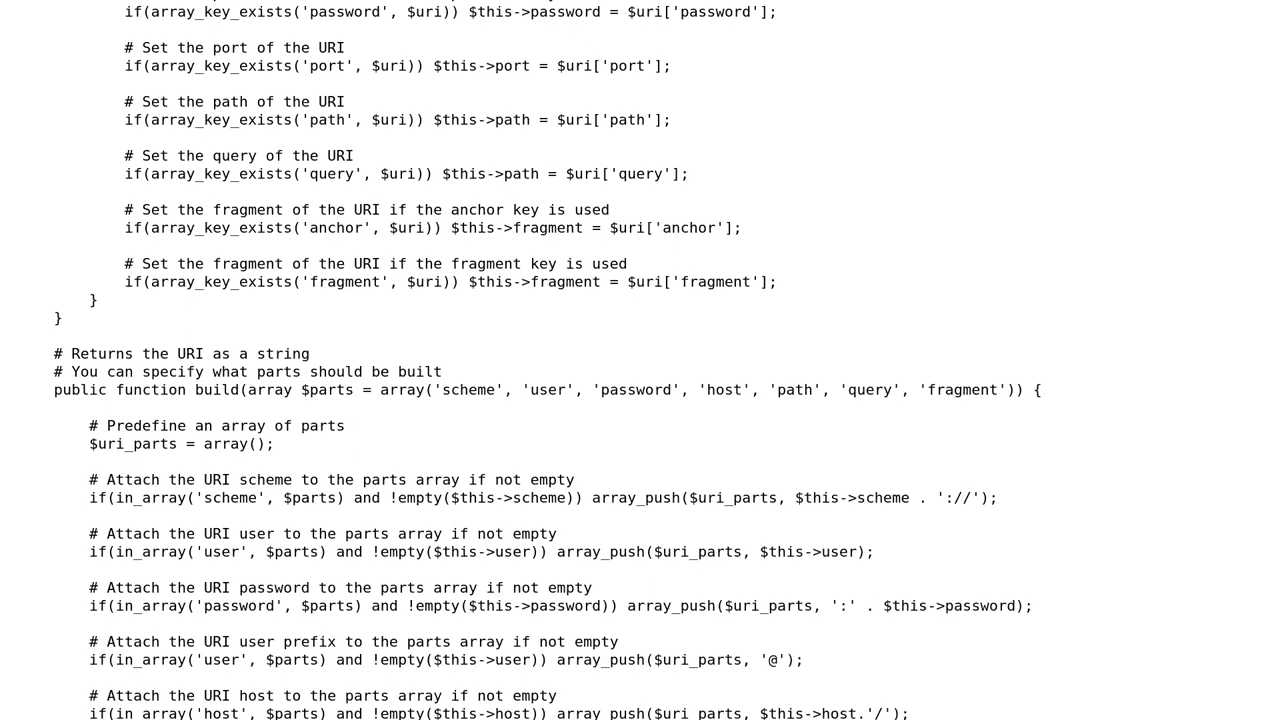 if(array_key_exists('password', $uri)) $this->password = $uri['password'];
# Set the port of the URI
if(array_key_exists('port', $uri)) $this->port = $uri['port'];
# Set the path of the URI
if(array_key_exists('path', $uri)) $this->path = $uri['path'];
# Set the query of the URI
if(array_key_exists('query', $uri)) $this->path = $uri['query'];
# Set the fragment of the URI if the anchor key is used
if(array_key_exists('anchor', $uri)) $this->fragment = $uri['anchor'];
# Set the fragment of the URI if the fragment key is used
if(array_key_exists('fragment', $uri)) $this->fragment = $uri['fragment'];
}
}
# Returns the URI as a string
# You can specify what parts should be built
public function build(array $parts = array('scheme', 'user', 'password', 'host', 'path', 'query', 'fragment')) {
# Predefine an array of parts
$uri_parts = array();
# Attach the URI scheme to the parts array if not empty
if(in_array('scheme', $parts) and !empty($this->scheme)) array_push($uri_parts, $this->scheme . '://');
# Attach the URI user to the parts array if not empty
if(in_array('user', $parts) and !empty($this->user)) array_push($uri_parts, $this->user);
# Attach the URI password to the parts array if not empty
if(in_array('password', $parts) and !empty($this->password)) array_push($uri_parts, ':' . $this->password);
# Attach the URI user prefix to the parts array if not empty
if(in_array('user', $parts) and !empty($this->user)) array_push($uri_parts, '@');
# Attach the URI host to the parts array if not empty
if(in_array('host', $parts) and !empty($this->host)) array_push($uri_parts, $this->host.'/');